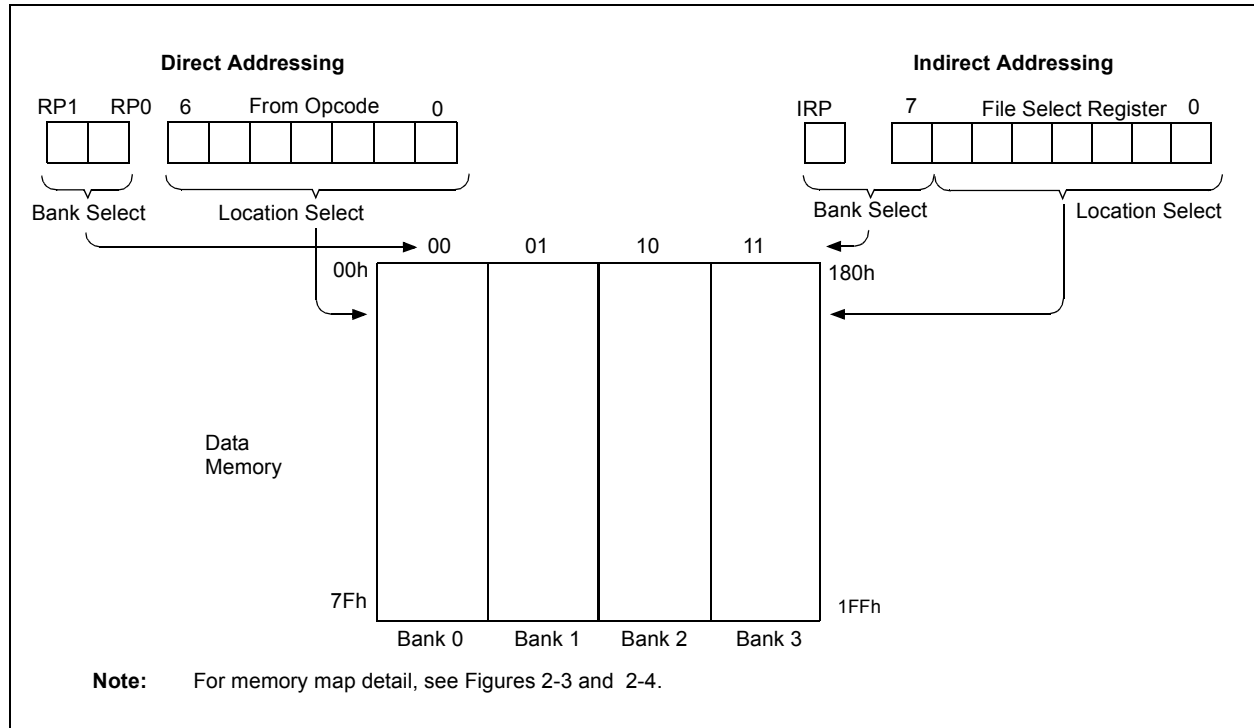 Direct Addressing
Indirect Addressing
RP1 RP0 6 From Opcode 0
IRP 7 File Select Register 0
Bank Select Location Select
Bank Select Location Select
00 01 10 11
00h
180h
Data
Memory
7Fh
1FFh
Bank 0 Bank 1 Bank 2 Bank 3
Note: For memory map detail, see Figures 2-3 and 2-4.